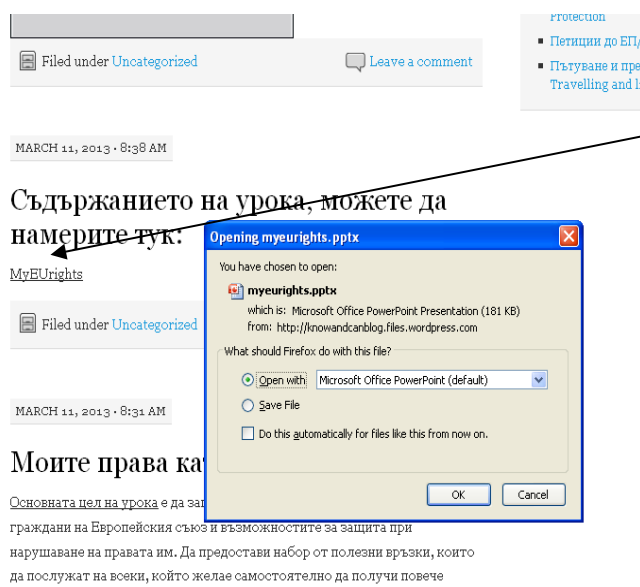 Protection
Петиции до ЕП/
Пътуване и пре
Travelling and l
Filed under Uncategorized
Leave a comment
MARCH 11, 2013 · 8:38 AM
Съдържанието на урока, можете да
намерите тук:
MyEUrights
Filed under Uncategorized
Opening myeurights.pptx
You have chosen to open:
myeurights.pptx
which is: Microsoft Office PowerPoint Presentation (181 KB)
from: http://knowandcanblog.files.wordpress.com
What should Firefox do with this file?
Open with Microsoft Office PowerPoint (default)
Save File
Do this automatically for files like this from now on.
OK Cancel
MARCH 11, 2013 · 8:31 AM
Моите права ка
Основната цел на урока е да за
граждани на Европейския съюз и възможностите за защита при
нарушаване на правата им. Да предостави набор от полезни връзки, които
да послужат на всеки, който желае самостоятелно да получи повече